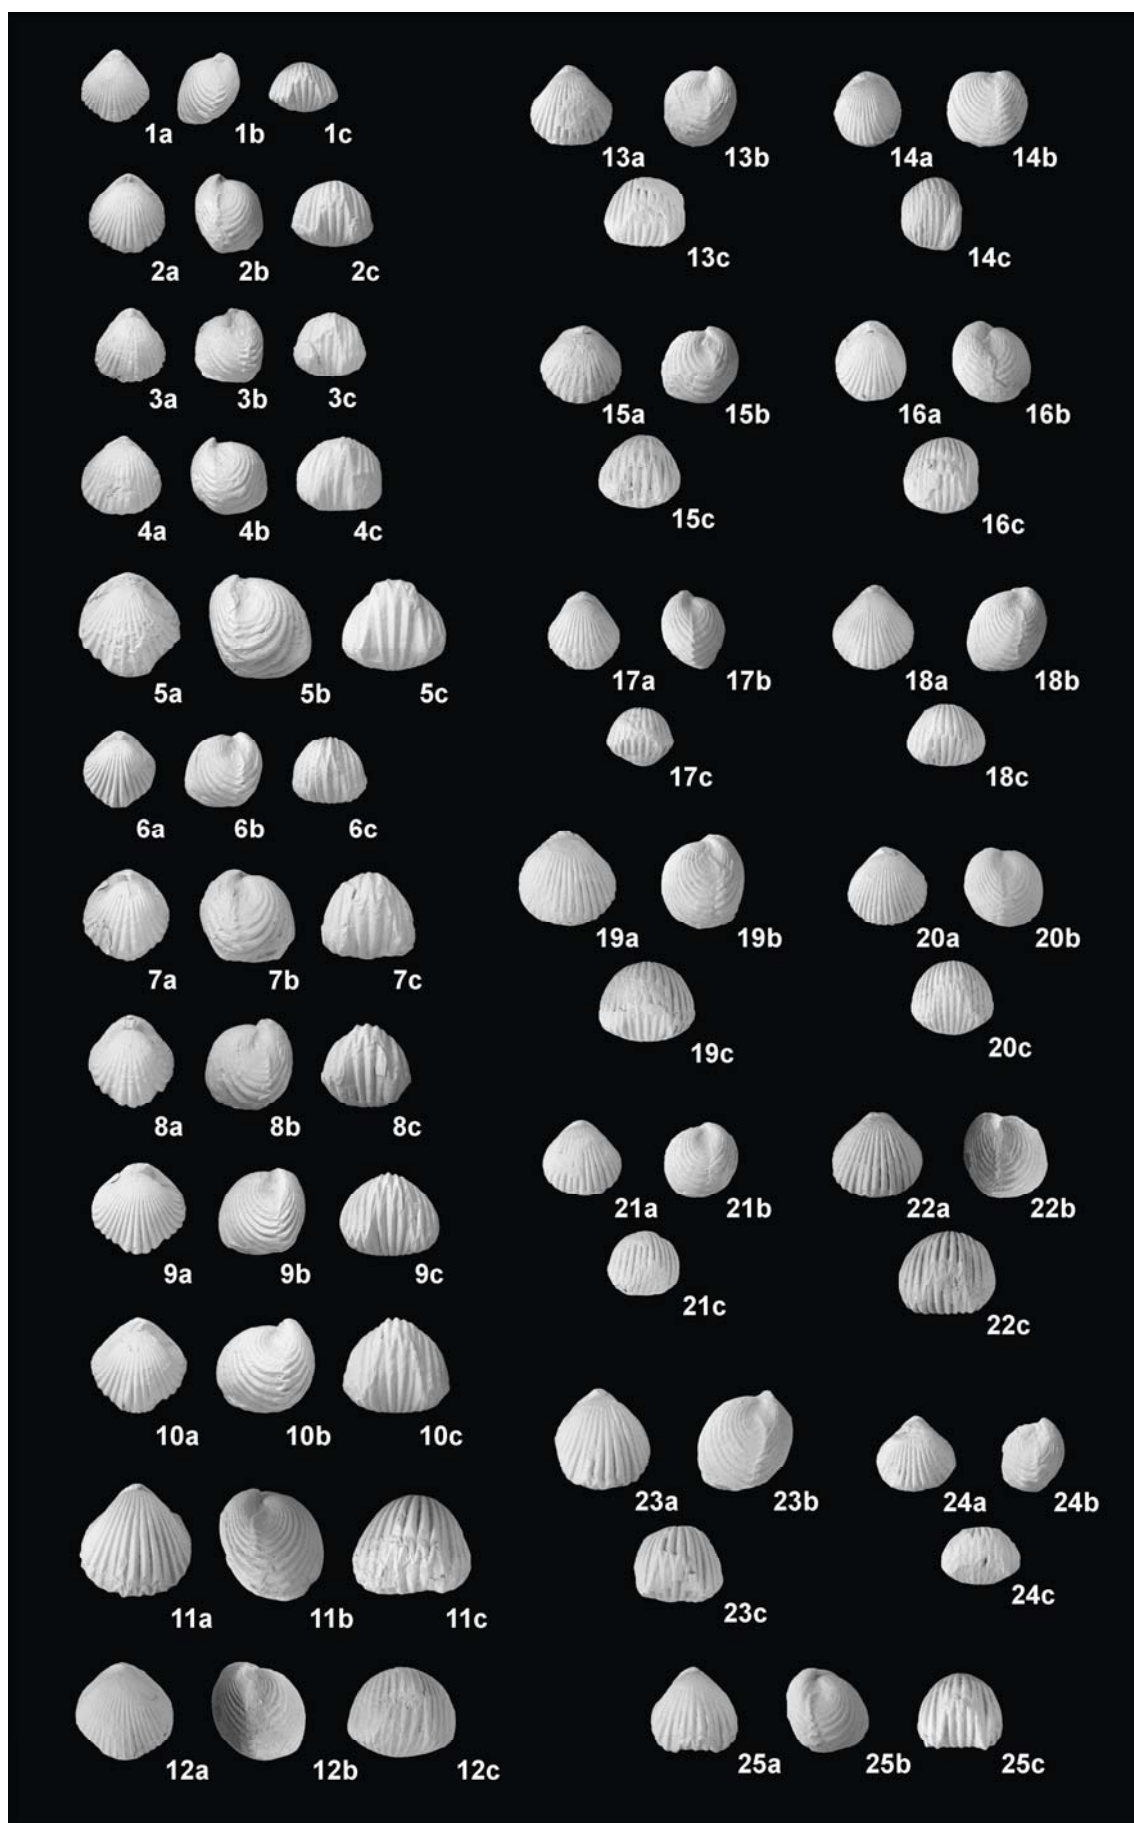 1a 1b 1c
2a 2b 2c
3a 3b 3c
4a 4b 4c
5a 5b 5c
6a 6b 6c
7a 7b 7c
8a 8b 8c
9a 9b 9c
10a 10b 10c
11a 11b 11c
12a 12b 12c
13a 13b 14a 14b
13c 14c
15a 15b 16a 16b
15c 16c
17a 17b 18a 18b
17c 18c
19a 19b 20a 20b
19c 20c
21a 21b 22a 22b
21c 22c
23a 23b 24a 24b
23c 24c
25a 25b 25c